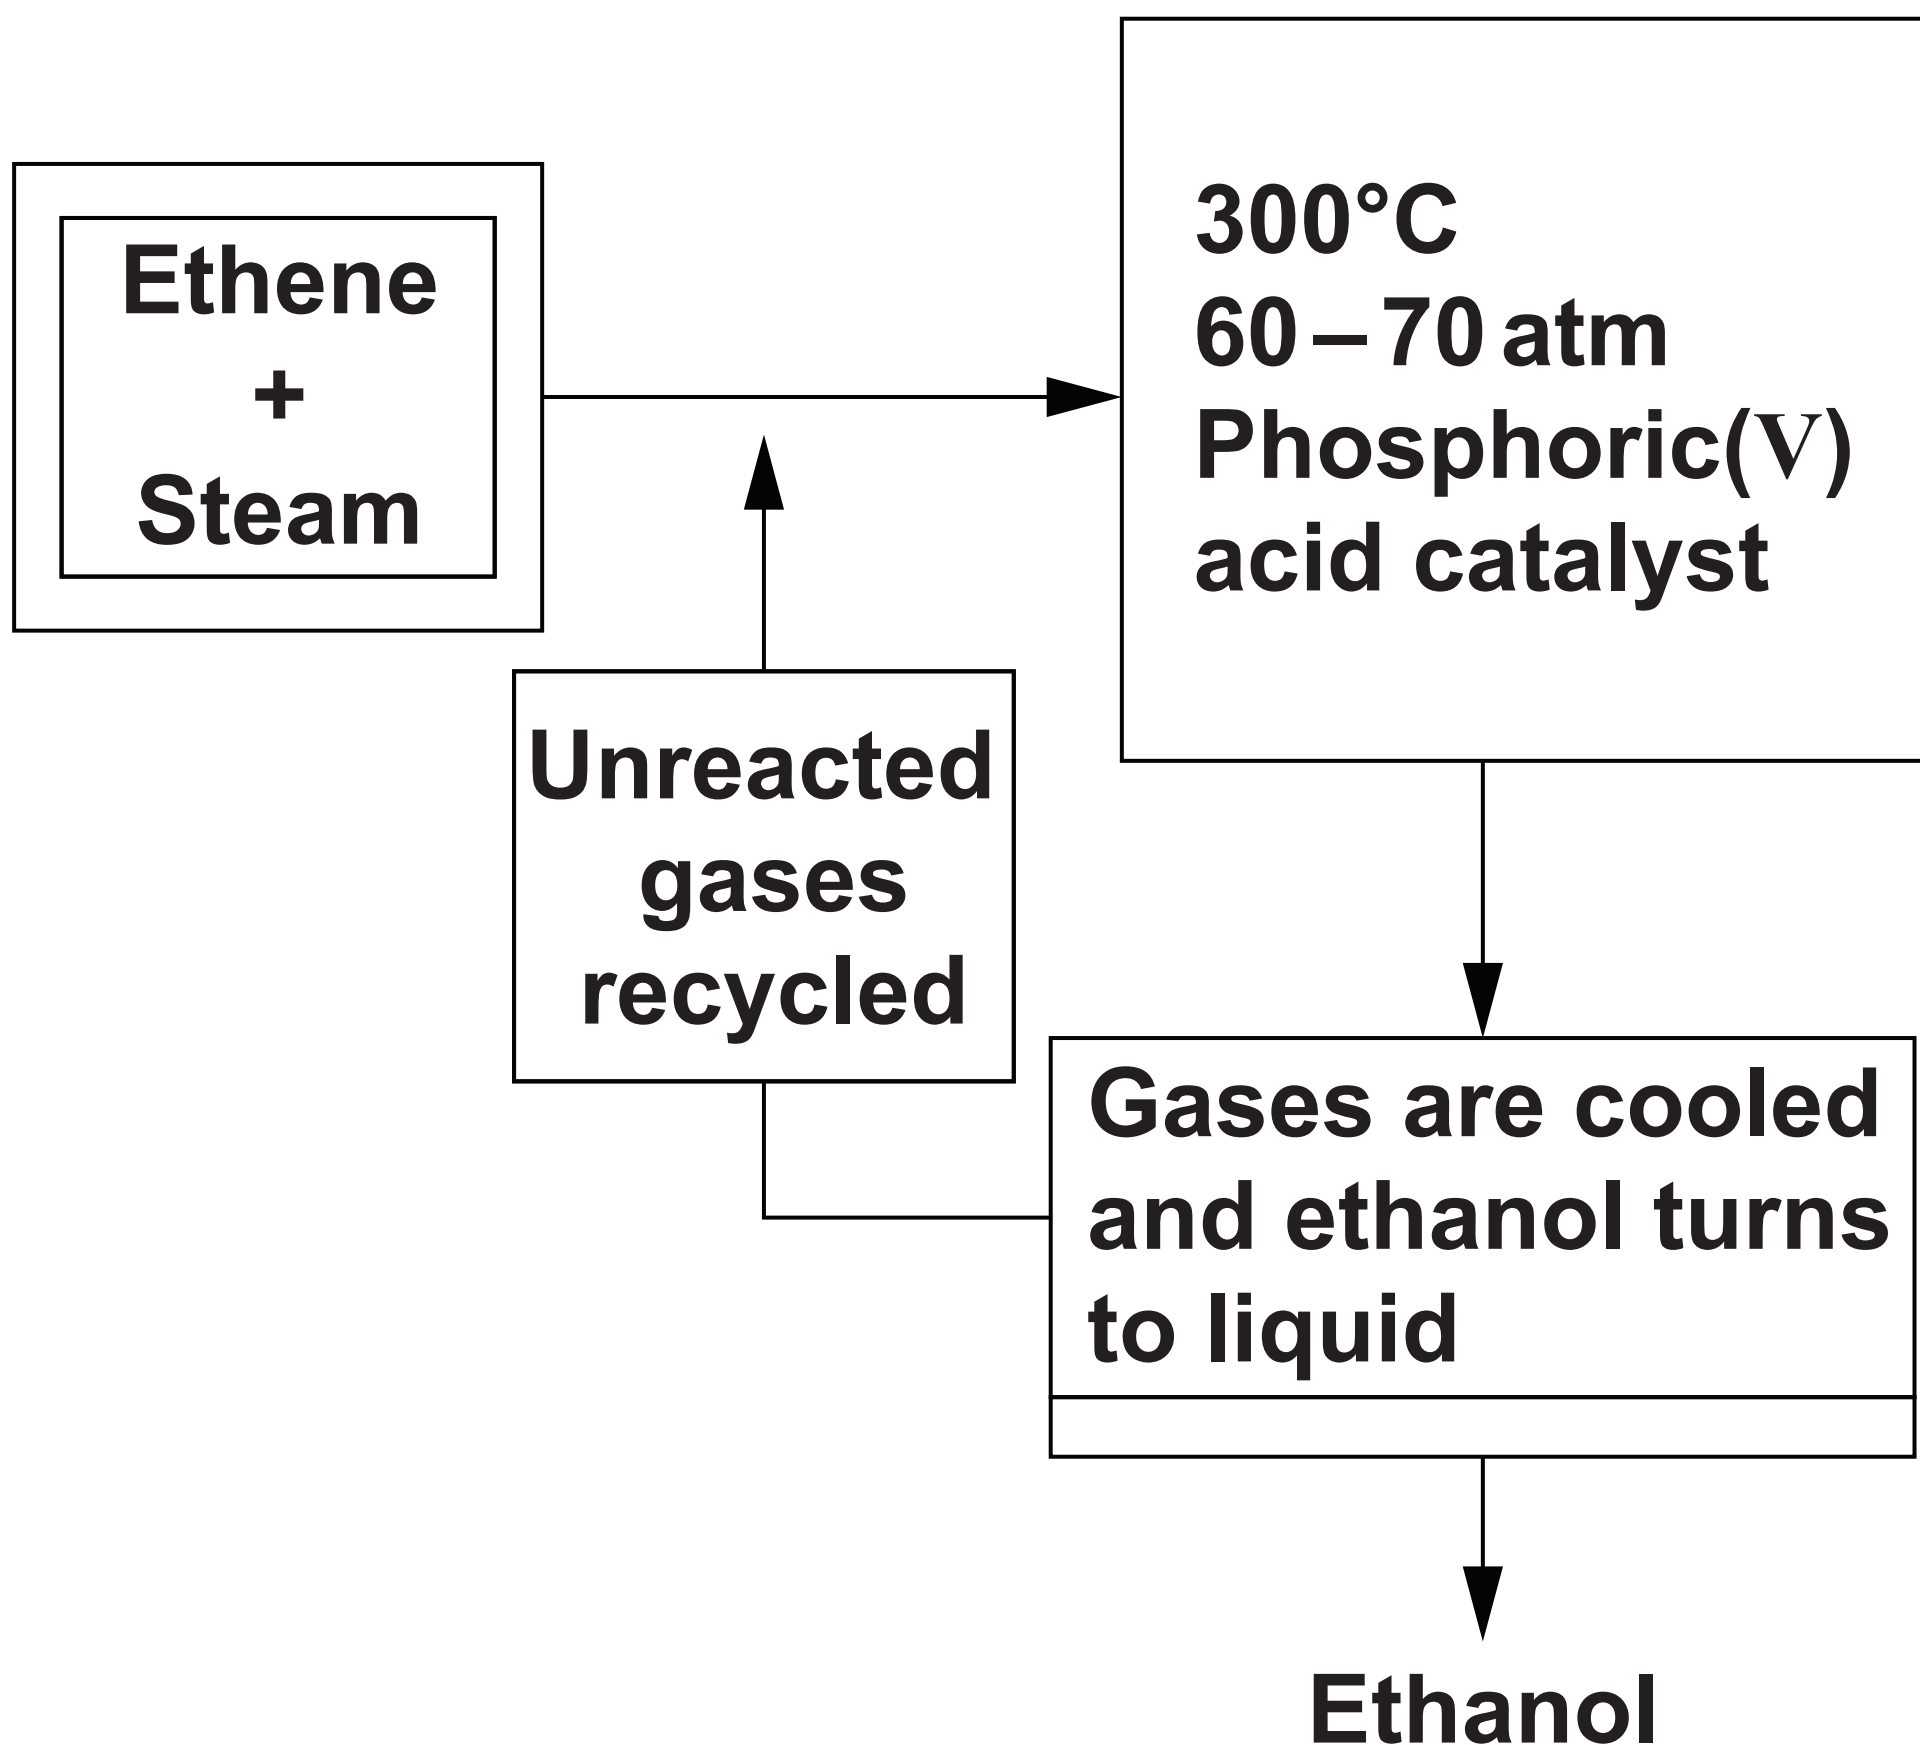 Ethene
+
Steam
300°C
60 – 70 atm
Phosphoric(V)
acid catalyst
Unreacted
gases
recycled
Gases are cooled
and ethanol turns
to liquid
Ethanol